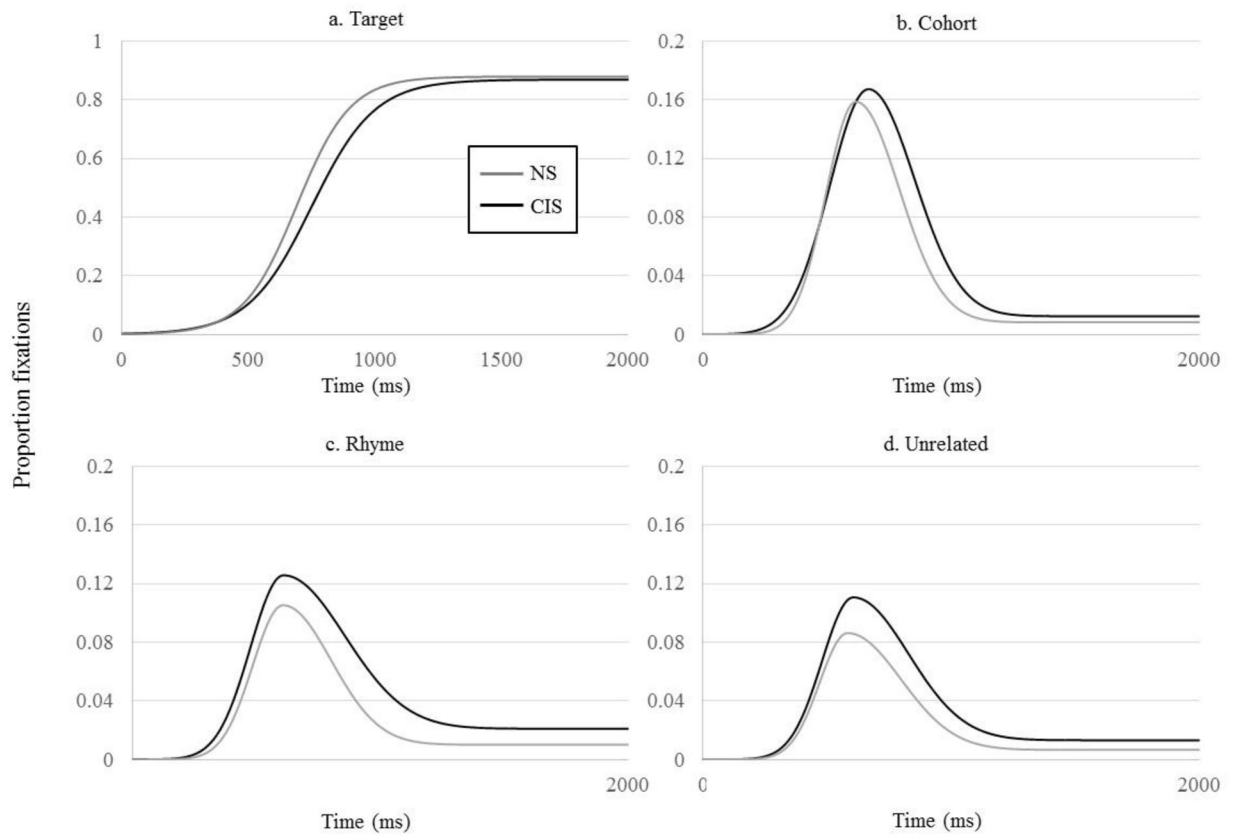 Proportion fixations
a. Target
1
0.8
0.6
0.4
0.2
0
0 500 1000 1500 2000
Time (ms)
NS
CIS
b. Cohort
0.2
0.16
0.12
0.08
0.04
0
0 2000
Time (ms)
c. Rhyme
0.2
0.16
0.12
0.08
0.04
0
2000
Time (ms)
d. Unrelated
0.2
0.16
0.12
0.08
0.04
0
0 2000
Time (ms)